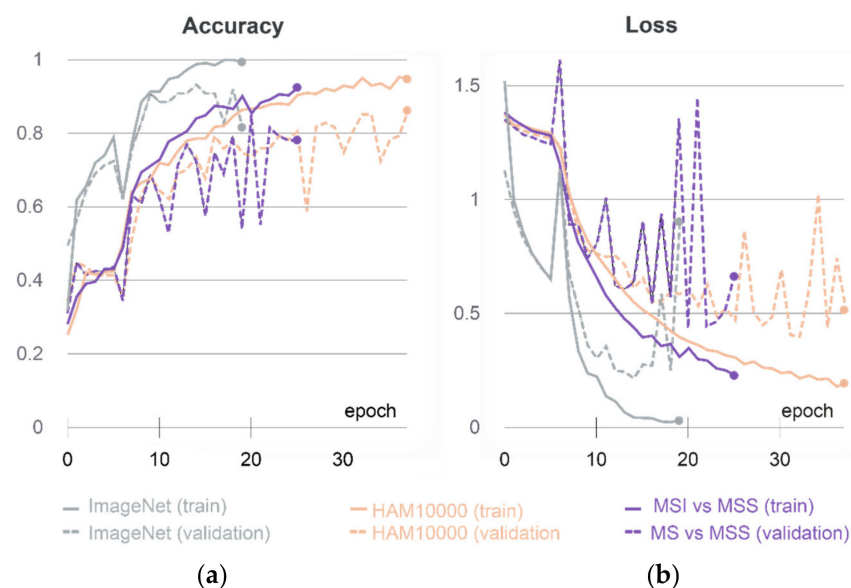 Accuracy
Loss
1
0.8
0.6
0.4
0.2
0
epoch
0
10
20
30
1.5
1
0.5
0
epoch
0
10
20
30
ImageNet (train)
HAM10000 (train)
MSI vs MSS (train)
ImageNet (validation)
HAM10000 (validation
MS vs MSS (validation)
(a)
(b)